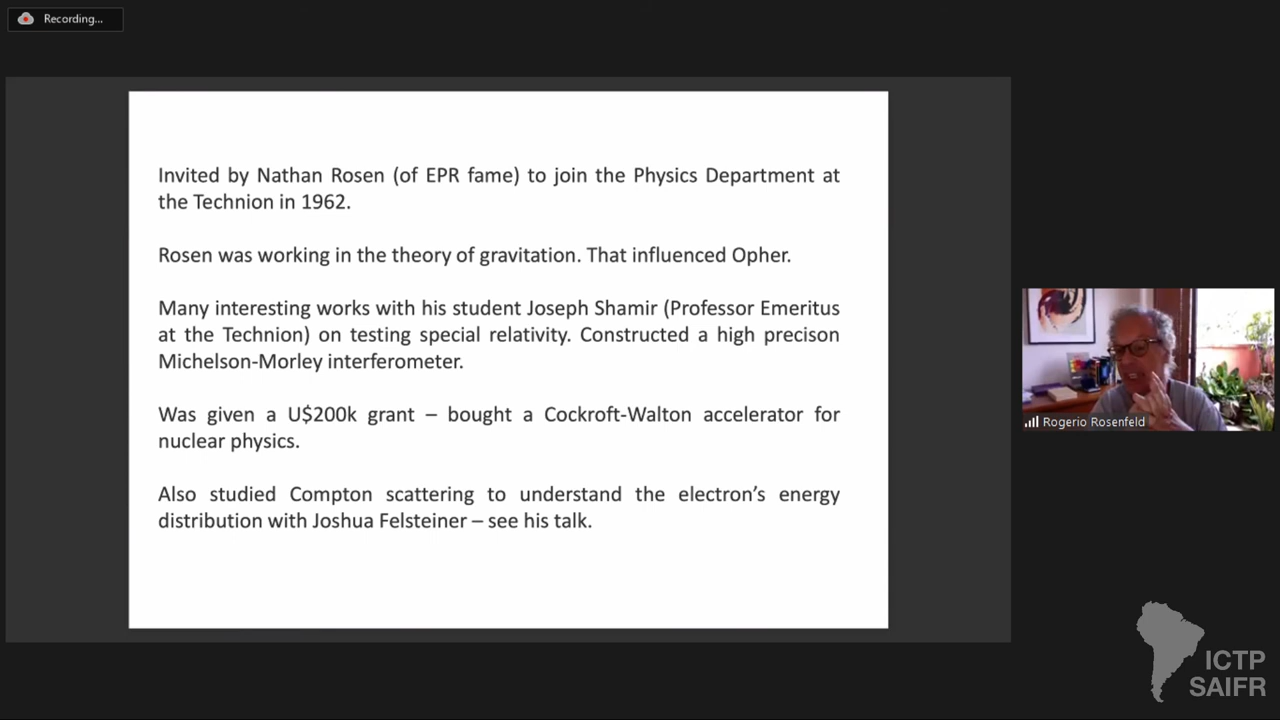 Recording...
Invited by Nathan Rosen (of EPR fame) to join the Physics Department at
the Technion in 1962.
Rosen was working in the theory of gravitation. That influenced Opher.
Many interesting works with his student Joseph Shamir (Professor Emeritus
at the Technion) on testing special relativity. Constructed a high precison
Michelson-Morley interferometer.
Was given a U$200k grant – bought a Cockroft-Walton accelerator for
nuclear physics.
Also studied Compton scattering to understand the electron’s energy
distribution with Joshua Felsteiner – see his talk.
Rogerio Rosenfeld
ICTP
SAIFR